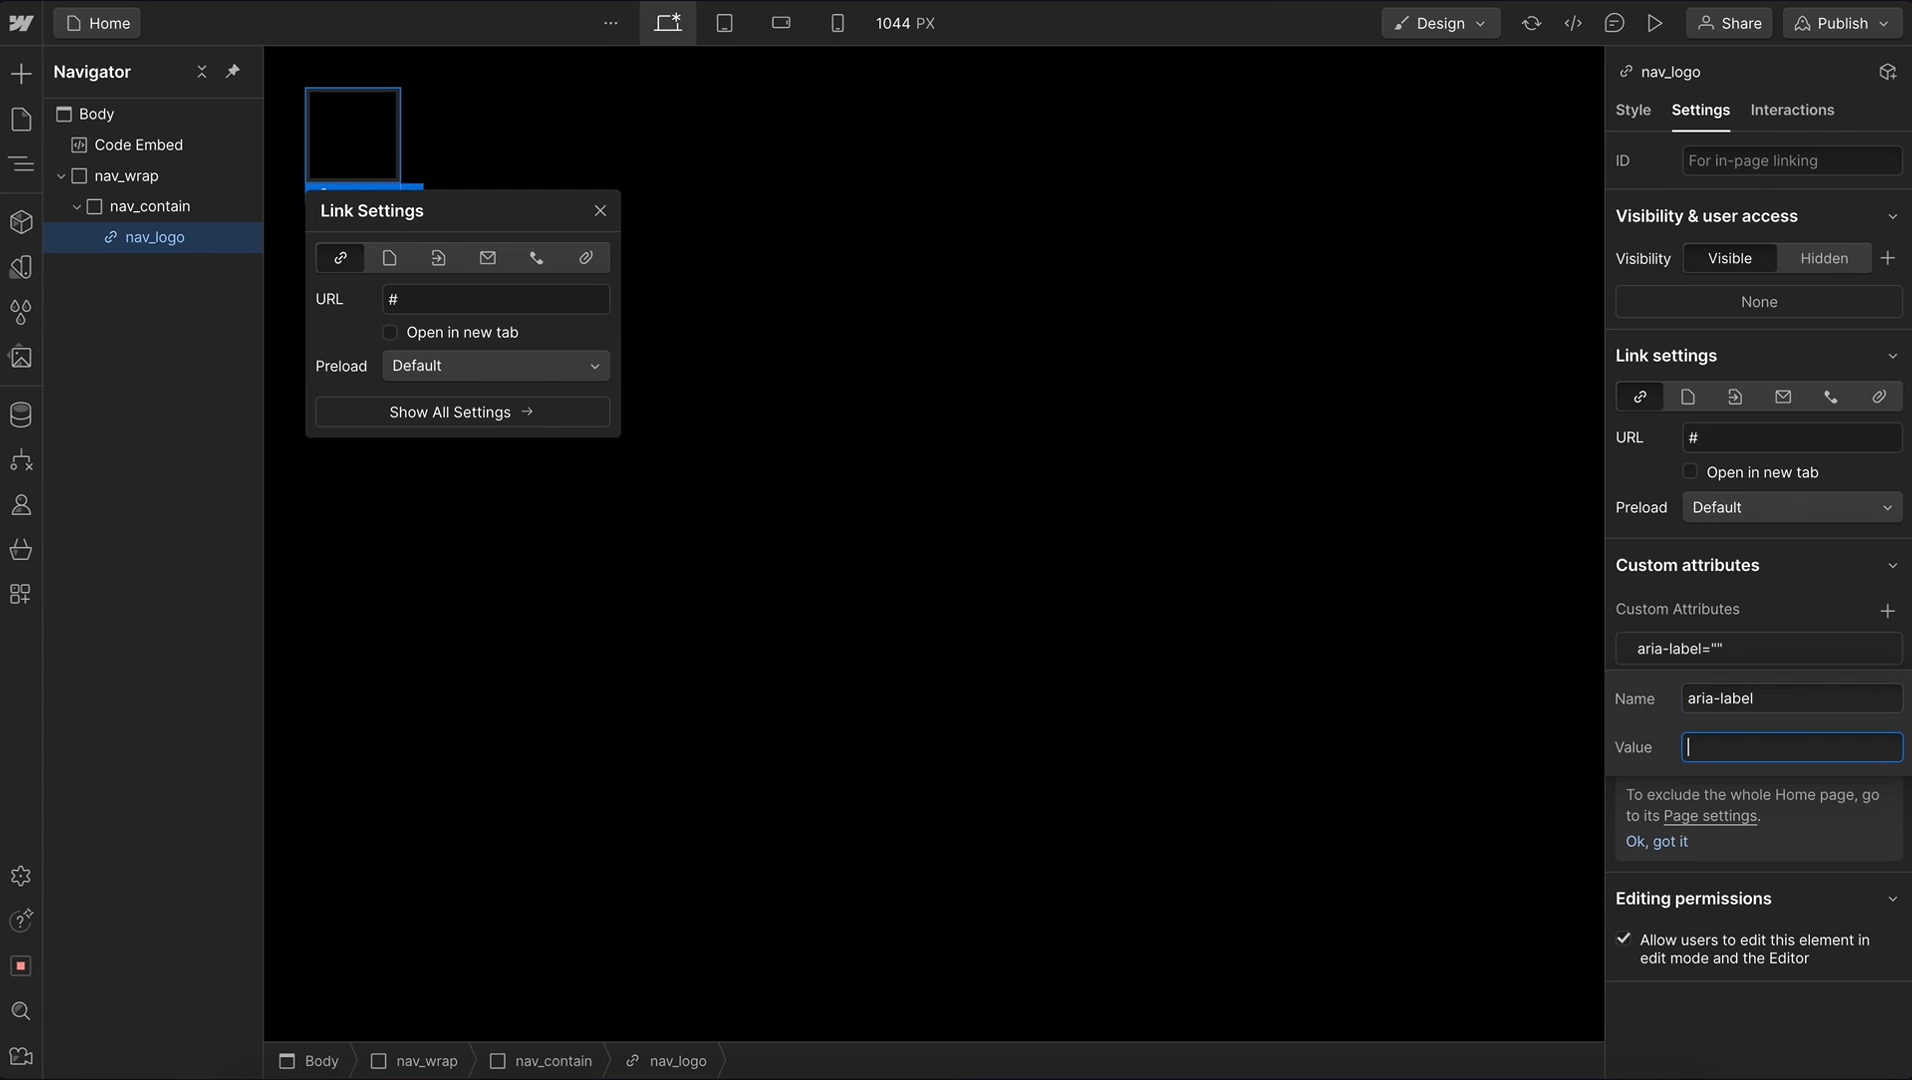 Home
1044 PX
Design
Share
Publish
Navigator
Body
Code Embed
nav_wrap
nav_contain
nav_logo
Link Settings
URL
#
Open in new tab
Preload
Default
Show All Settings
nav_logo
Style
Settings
Interactions
ID
For in-page linking
Visibility & user access
Visibility
Visible
Hidden
None
Link settings
URL
#
Open in new tab
Preload
Default
Custom attributes
Custom Attributes
aria-label=""
Name
aria-label
Value
To exclude the whole Home page, go
to its Page settings.
Ok, got it
Editing permissions
Allow users to edit this element in
edit mode and the Editor
Body
nav_wrap
nav_contain
nav_logo